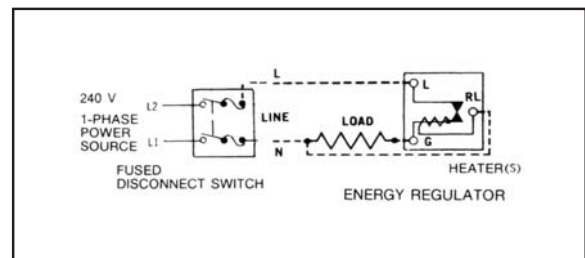 L
L
240 V
L2
RL
1-PHASE
POWER
SOURCE
LINE
LOAD
L1
N
G
FUSED
DISCONNECT SWITCH
HEATER(S)
ENERGY REGULATOR